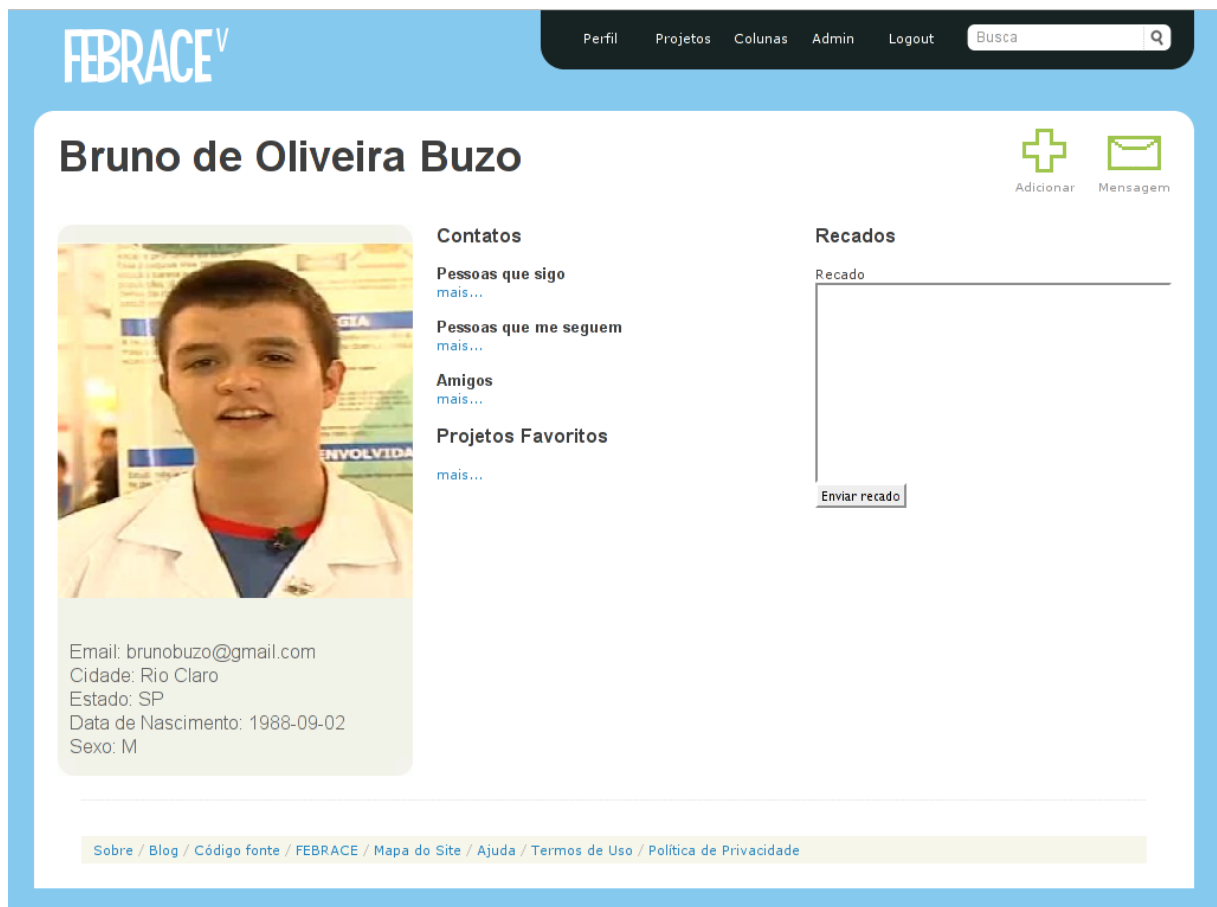 FEBRACE V
Perfil Projetos Colunas Admin Logout Busca
Bruno de Oliveira Buzo
Adicionar Mensagem
GIA
ENVOLVIDA
Email: brunobuzo@gmail.com
Cidade: Rio Claro
Estado: SP
Data de Nascimento: 1988-09-02
Sexo: M
Contatos
Pessoas que sigo
mais...
Pessoas que me seguem
mais...
Amigos
mais...
Projetos Favoritos
mais...
Recados
Recado
Enviar recado
Sobre / Blog / Código fonte / FEBRACE / Mapa do Site / Ajuda / Termos de Uso / Política de Privacidade